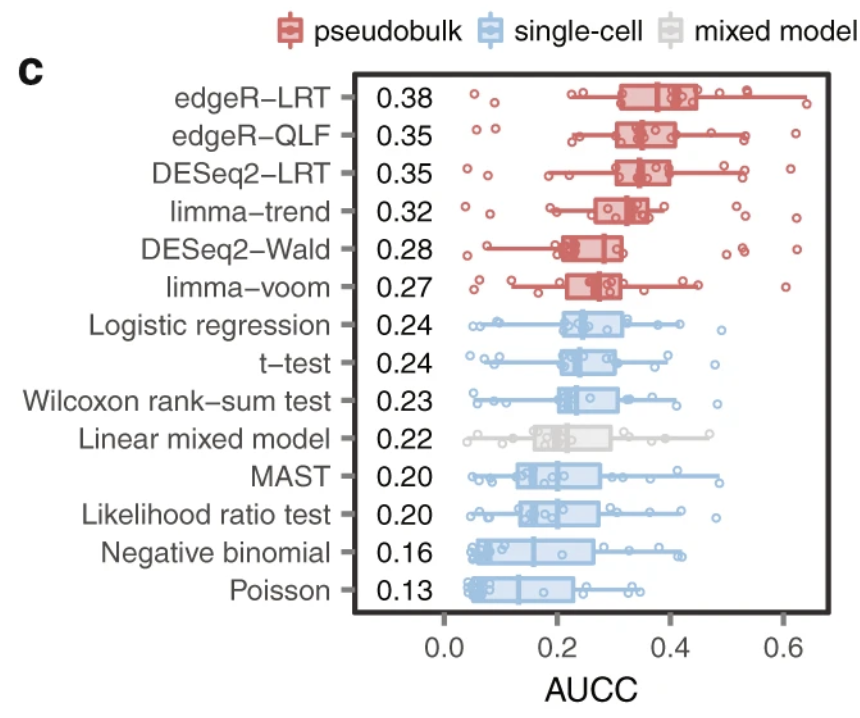 pseudobulk single-cell mixed model
c
edgeR−LRT 0.38
edgeR−QLF 0.35
DESeq2−LRT 0.35
limma−trend 0.32
DESeq2−Wald 0.28
limma−voom 0.27
Logistic regression 0.24
t−test 0.24
Wilcoxon rank−sum test 0.23
Linear mixed model 0.22
MAST 0.20
Likelihood ratio test 0.20
Negative binomial 0.16
Poisson 0.13
0.0 0.2 0.4 0.6
AUCC